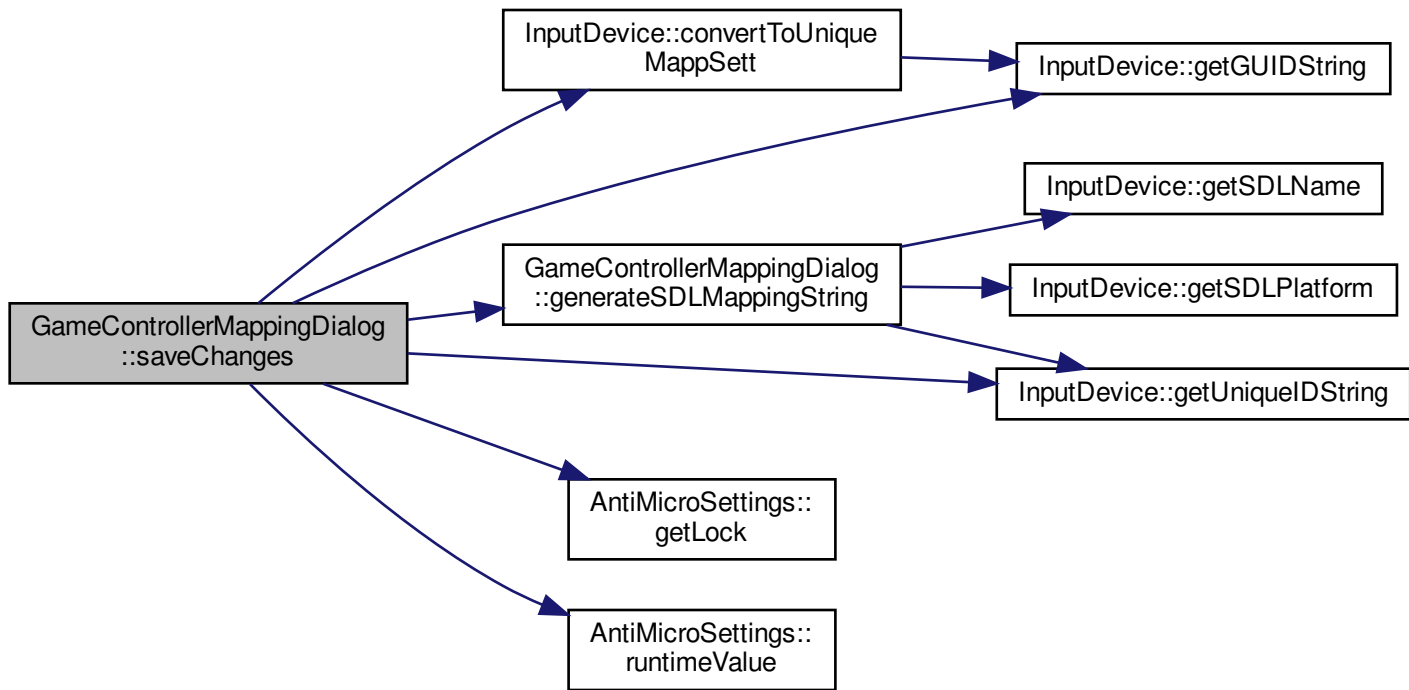 InputDevice::convertToUnique
MappSett
InputDevice::getGUIDString
InputDevice::getSDLName
GameControllerMappingDialog
::generateSDLMappingString
InputDevice::getSDLPlatform
GameControllerMappingDialog
::saveChanges
InputDevice::getUniqueIDString
AntiMicroSettings::
getLock
AntiMicroSettings::
runtimeValue